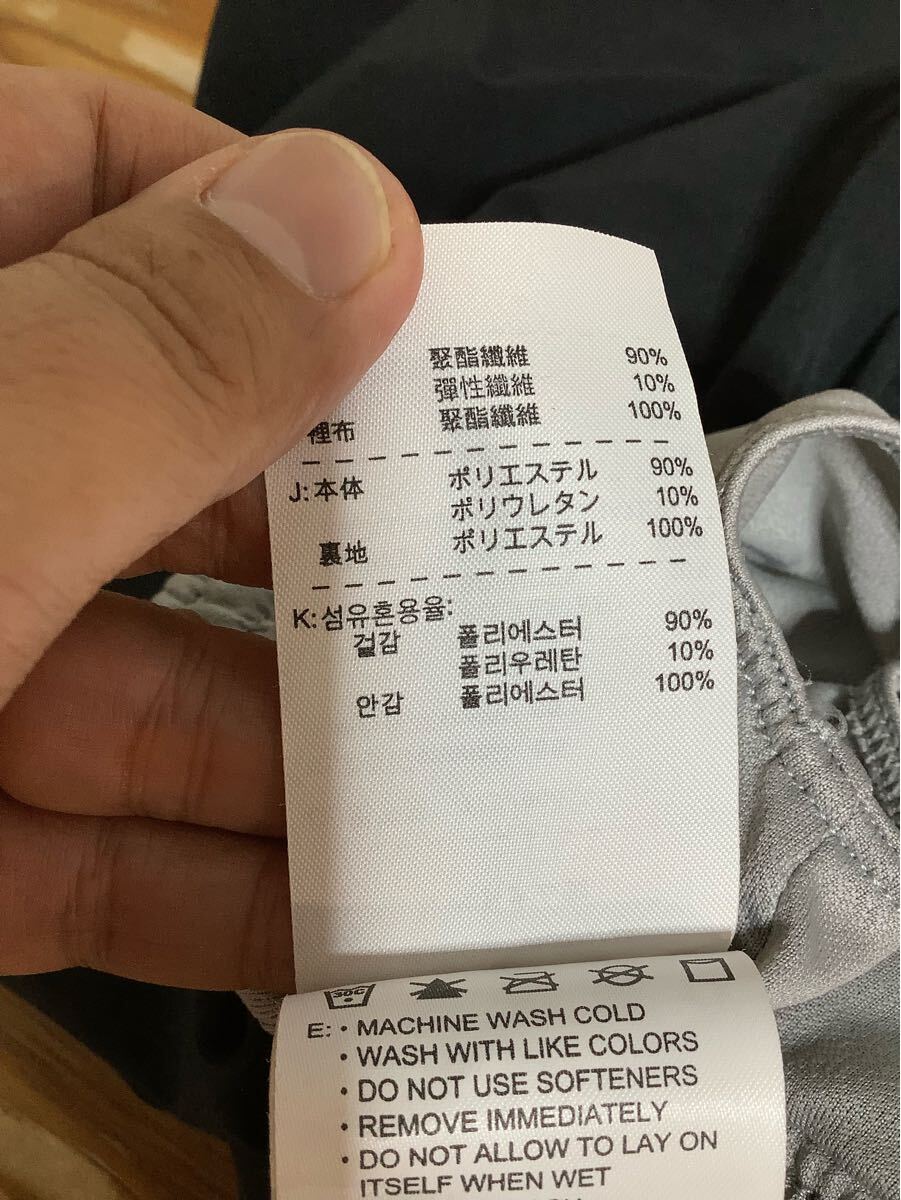 聚酯纖維 90%
彈性纖維 10%
裡布 聚酯纖維 100%
J: 本体 ポリエステル 90%
ポリウレタン 10%
裏地 ポリエステル 100%
K: 섬유혼용율:
겉감 폴리에스터 90%
폴리우레탄 10%
안감 폴리에스터 100%
30C
E: • MACHINE WASH COLD
• WASH WITH LIKE COLORS
• DO NOT USE SOFTENERS
• REMOVE IMMEDIATELY
• DO NOT ALLOW TO LAY ON
ITSELF WHEN WET